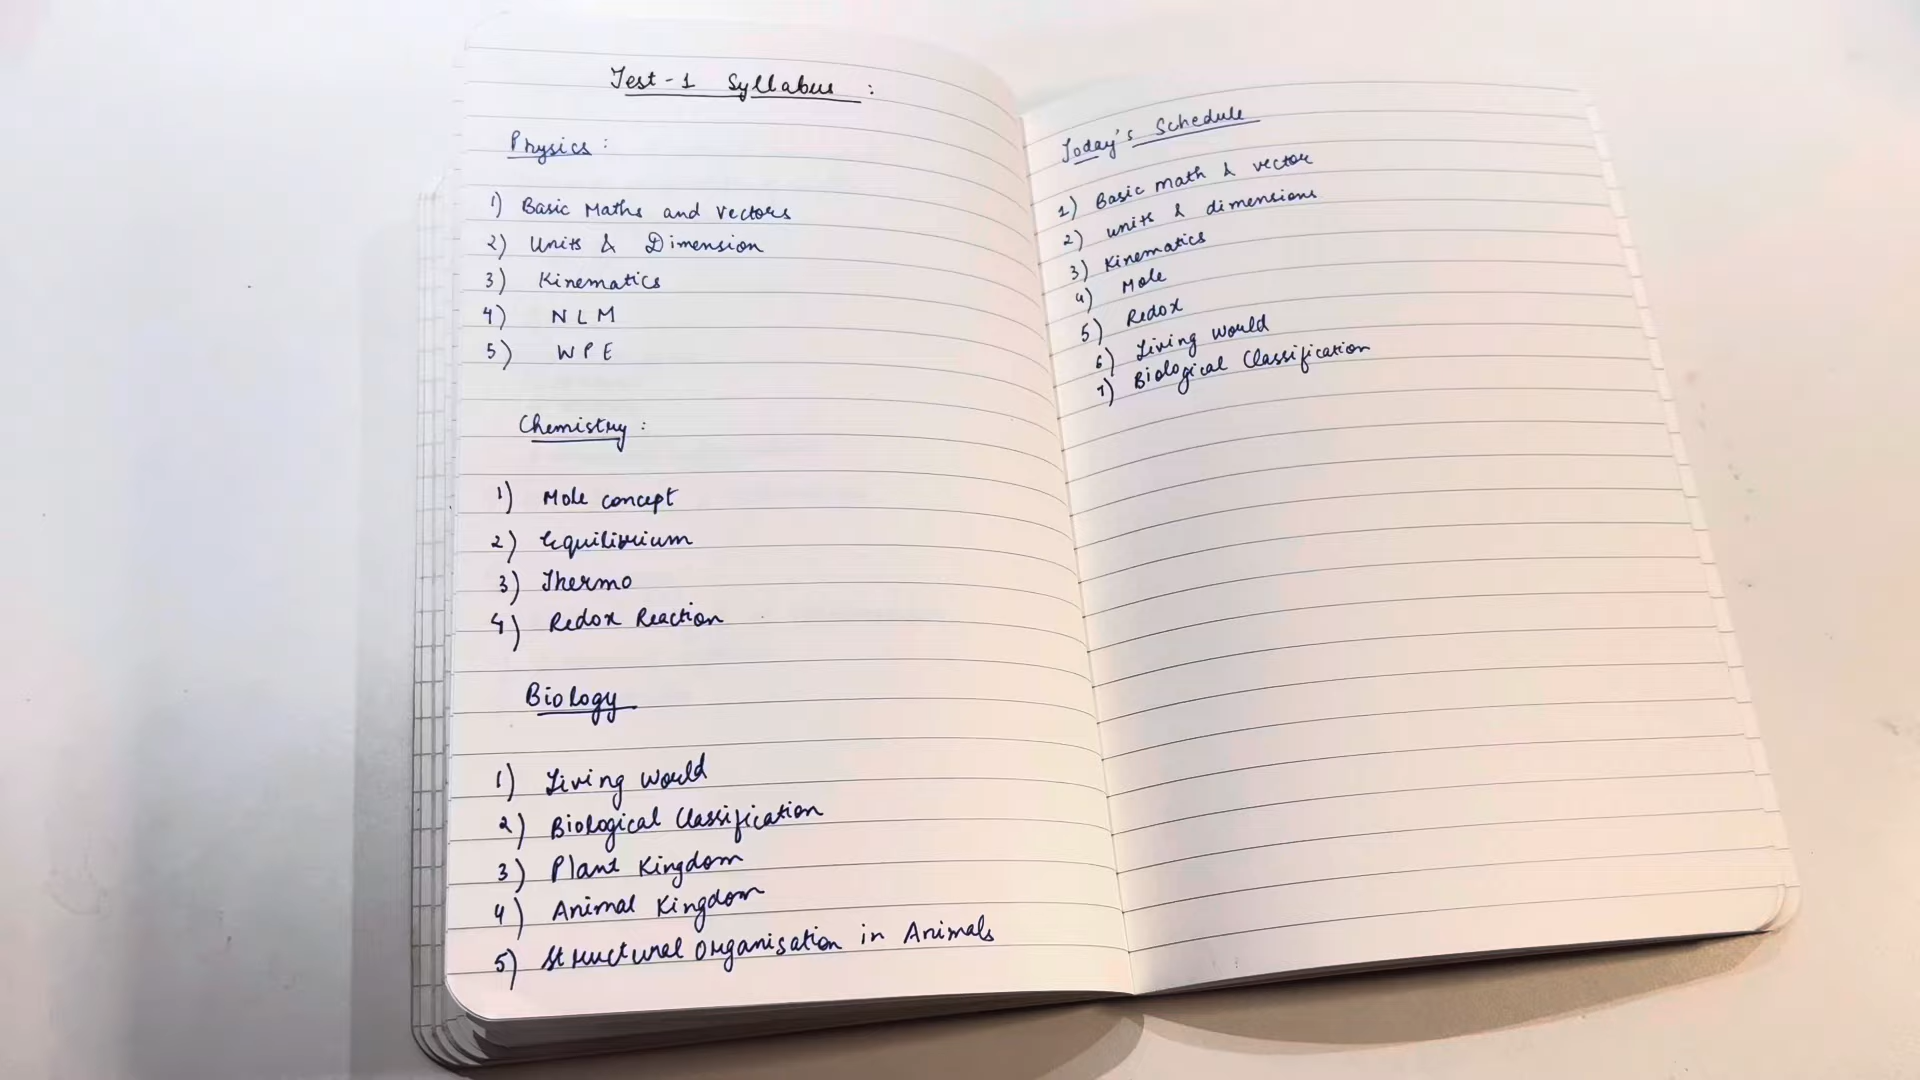 Test-1 Syllabus :
Physics :
1) Basic Maths and vectors
2) Units & Dimension
3) Kinematics
4) NLM
5) WPE
Chemistry :
1) Mole concept
2) Equilibrium
3) Thermo
4) Redox Reaction
Biology
1) Living World
2) Biological Classification
3) Plant Kingdom
4) Animal Kingdom
5) Structural Organisation in Animals
Today's Schedule
1) Basic math & vector
2) units & dimensions
3) Kinematics
4) Mole
5) Redox
6) Living World
7) Biological Classification